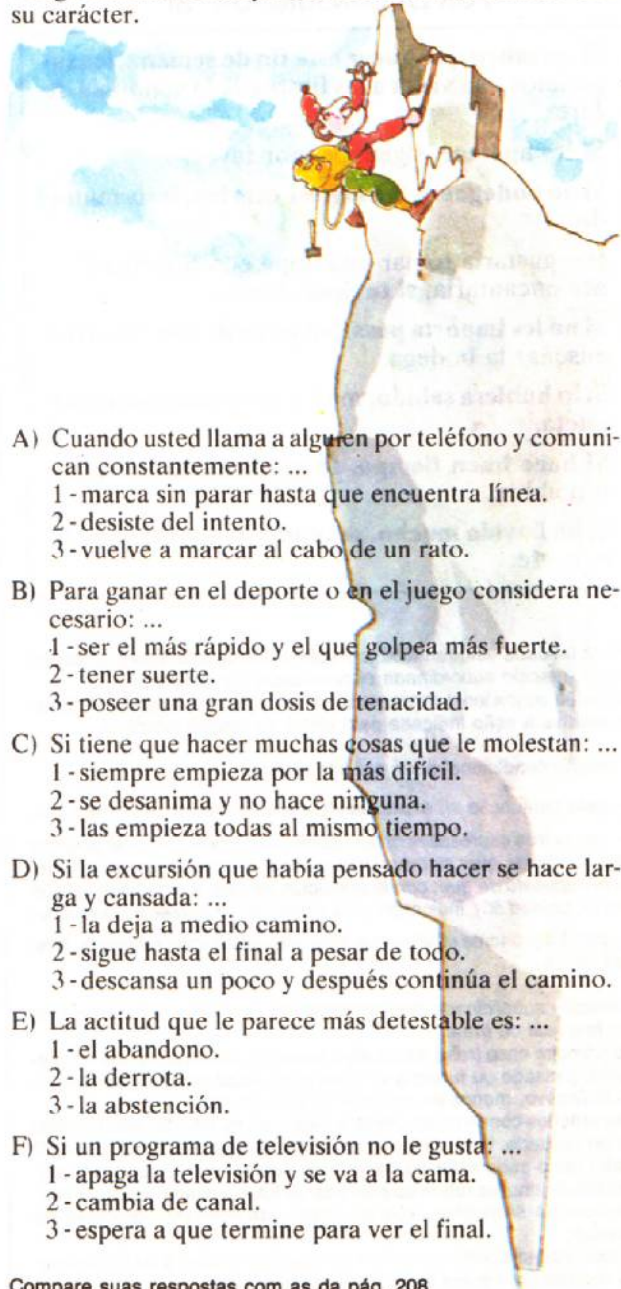 su carácter.
A) Cuando usted llama a alguien por teléfono y comuni-
can constantemente: ...
1 - marca sin parar hasta que encuentra línea.
2 - desiste del intento.
3 - vuelve a marcar al cabo de un rato.
B) Para ganar en el deporte o en el juego considera ne-
cesario: ...
1 - ser el más rápido y el que golpea más fuerte.
2 - tener suerte.
3 - poseer una gran dosis de tenacidad.
C) Si tiene que hacer muchas cosas que le molestan: ...
1 - siempre empieza por la más difícil.
2 - se desanima y no hace ninguna.
3 - las empieza todas al mismo tiempo.
D) Si la excursión que había pensado hacer se hace lar-
ga y cansada: ...
1 - la deja a medio camino.
2 - sigue hasta el final a pesar de todo.
3 - descansa un poco y después continúa el camino.
E) La actitud que le parece más detestable es: ...
1 - el abandono.
2 - la derrota.
3 - la abstención.
F) Si un programa de televisión no le gusta: ...
1 - apaga la televisión y se va a la cama.
2 - cambia de canal.
3 - espera a que termine para ver el final.
Compare suas respostas com as da pág. 208